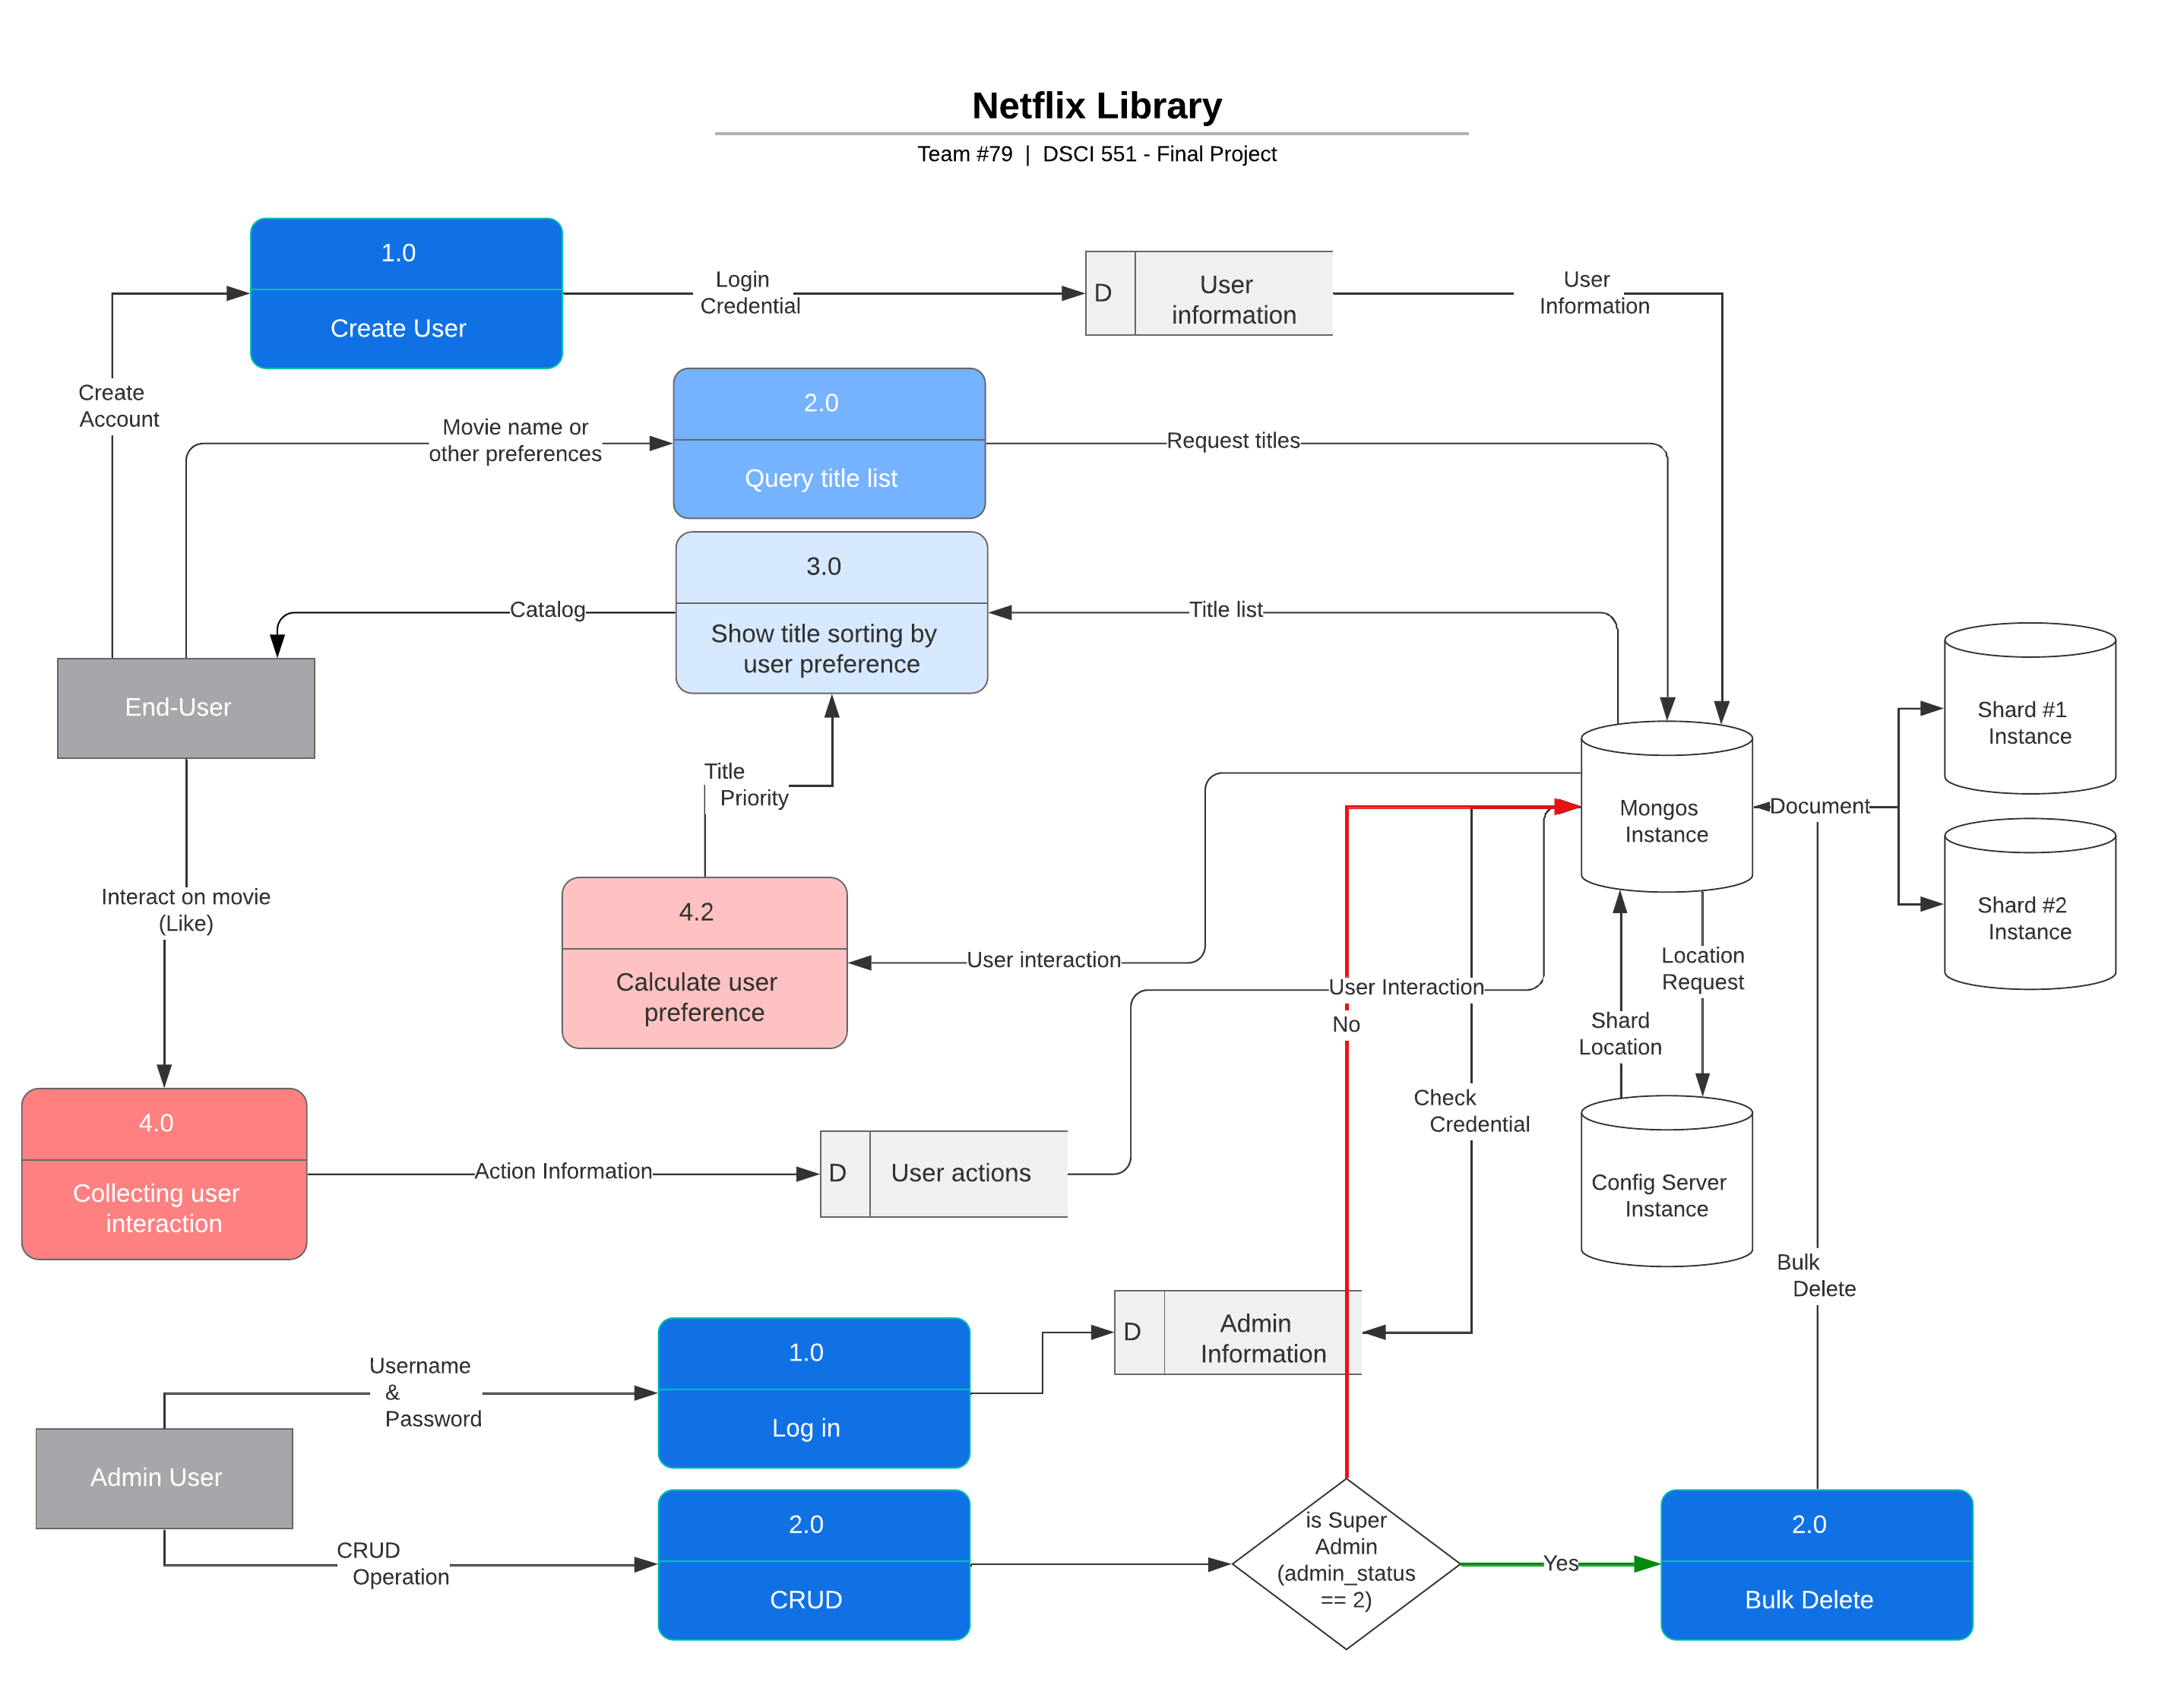 Netflix Library
Team #79 | DSCI 551 - Final Project
1.0
Create User
Login
Credential
D
User
information
User
Information
Create
Account
2.0
Query title list
Movie name or
other preferences
Request titles
3.0
Show title sorting by
user preference
Catalog
Title list
End-User
Title
Priority
Shard #1
Instance
Mongos
Instance
Document
Shard #2
Instance
Interact on movie
(Like)
4.2
Calculate user
preference
User interaction
User Interaction
No
Location
Request
Shard
Location
Check
Credential
4.0
Collecting user
interaction
Action Information
D
User actions
Config Server
Instance
Bulk
Delete
D
Admin
Information
Username
&
Password
1.0
Log in
Admin User
CRUD
Operation
2.0
CRUD
is Super
Admin
(admin_status
== 2)
Yes
2.0
Bulk Delete